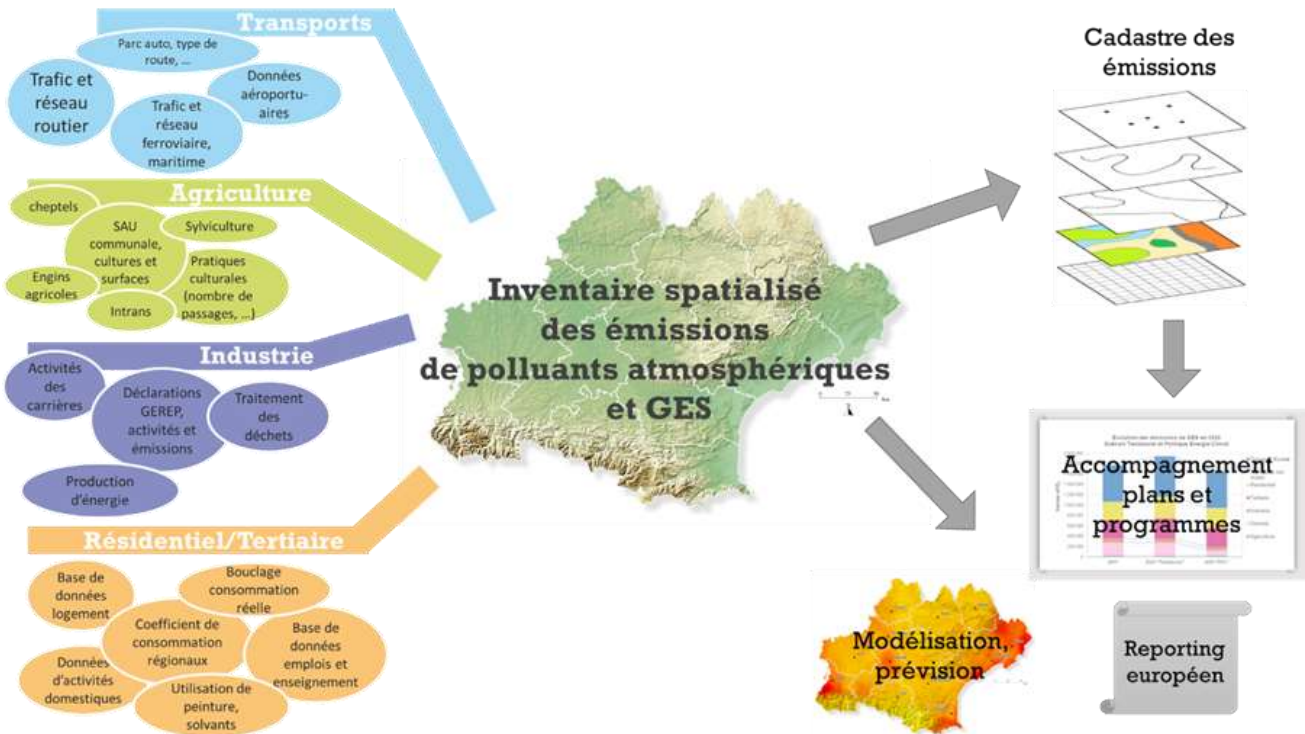 Transports
Parc auto, type de
route, ...
Trafic et
réseau
routier
Données
aéroportu-
aires
Trafic et
réseau
ferroviaire,
maritime
Agriculture
cheptels
SAU
communale,
cultures et
surfaces
Sylviculture
Engins
agricoles
Pratiques
culturales
(nombre de
passages, ...)
Intrans
Industrie
Activités
des
carrières
Déclarations
GEREP,
activités et
émissions
Traitement
des
déchets
Production
d'énergie
Résidentiel/Tertiaire
Base de
données
logement
Bouclage
consommation
réelle
Coefficient de
consommation
régionaux
Base de
données
emplois et
enseignement
Données
d'activités
domestiques
Utilisation de
peinture,
solvants
Inventaire spatialisé
des émissions
de polluants atmosphériques
et GES
Cadastre des
émissions
Accompagnement
plans et
programmes
Modélisation,
prévision
Reporting
européen